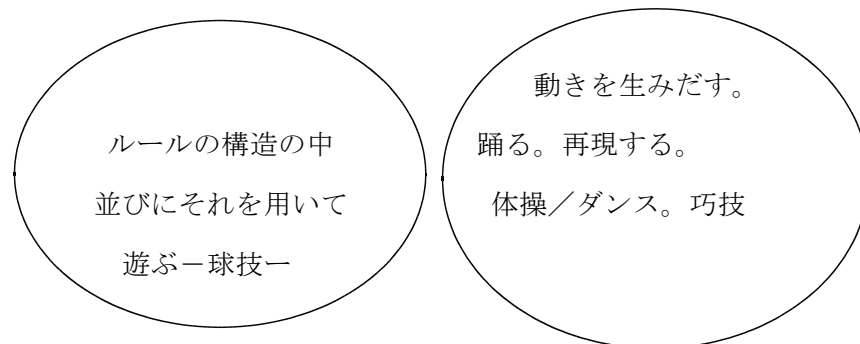 ルールの構造の中
並びにそれを用いて
遊ぶ－球技ー
動きを生みだす。
踊る。再現する。
体操／ダンス。巧技